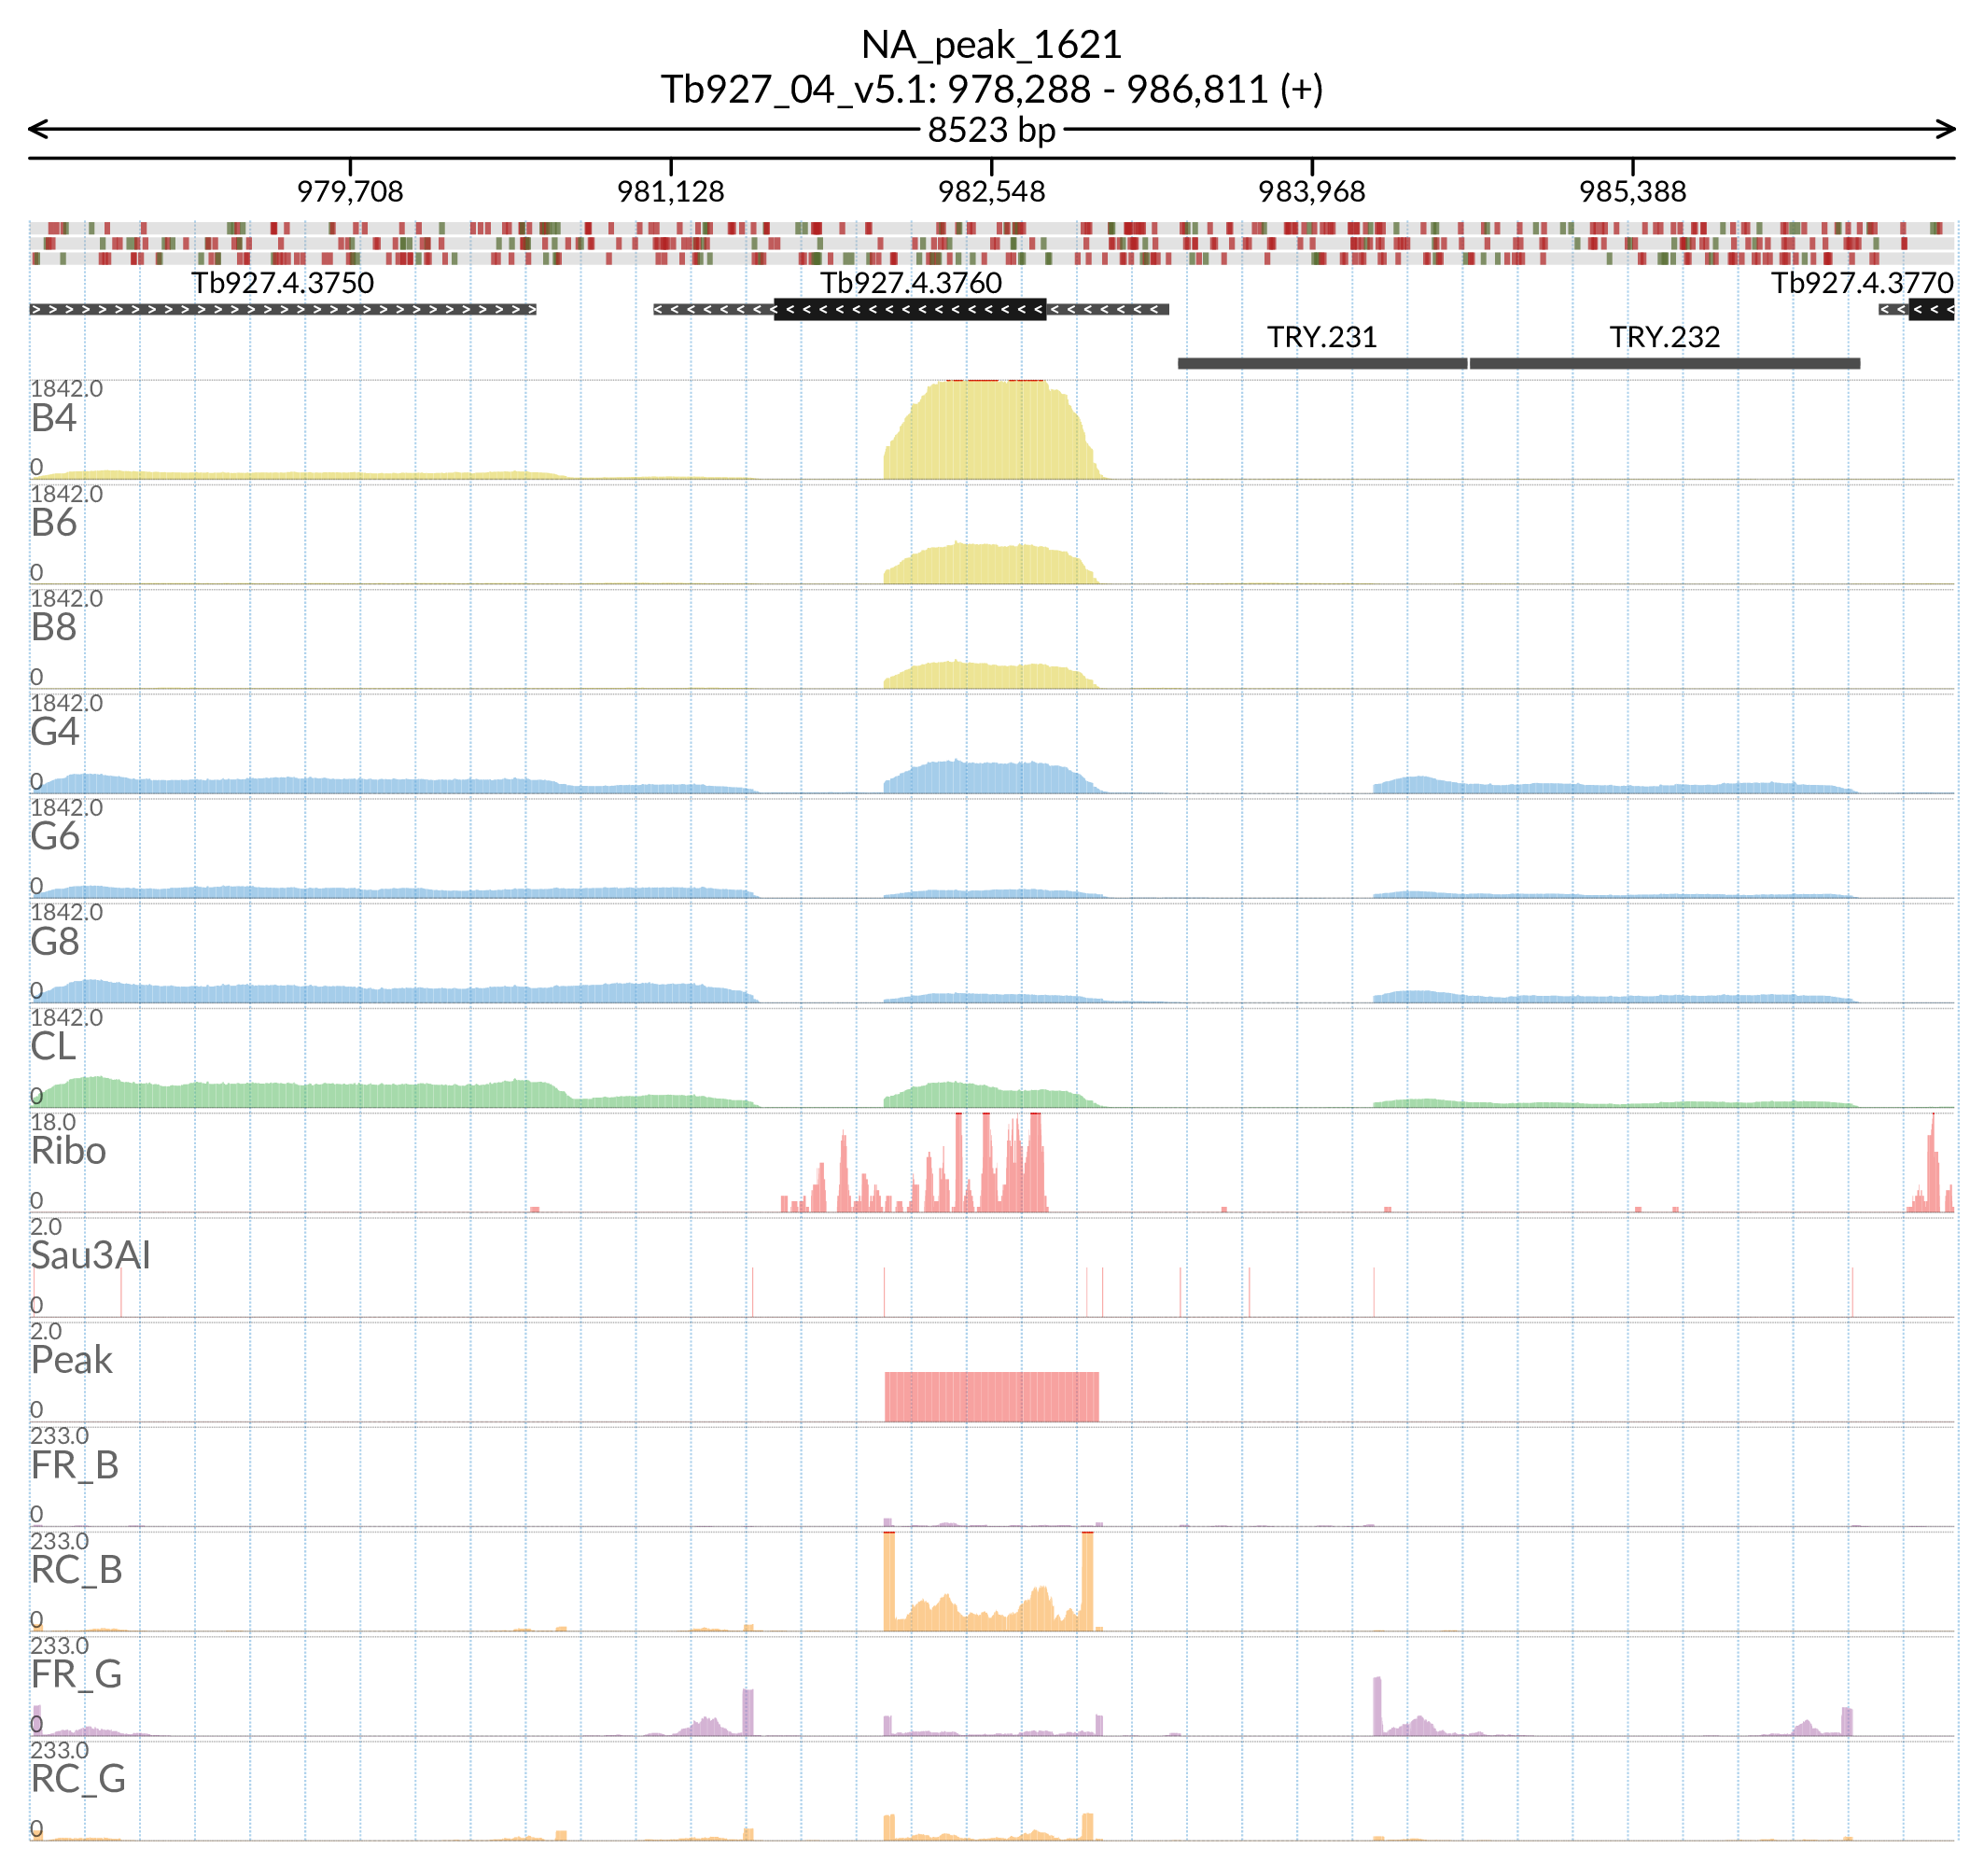 NA_peak_1621
Tb927_04_v5.1: 978,288 - 986,811 (+)
8523 bp
979,708 981,128 982,548 983,968 985,388
Tb927.4.3750 Tb927.4.3760 Tb927.4.3770
TRY.231 TRY.232
1842.0
B4
0
1842.0
B6
0
1842.0
B8
0
1842.0
G4
0
1842.0
G6
0
1842.0
G8
0
1842.0
CL
0
18.0
Ribo
0
2.0
Sau3AI
0
2.0
Peak
0
233.0
FR_B
0
233.0
RC_B
0
233.0
FR_G
0
233.0
RC_G
0